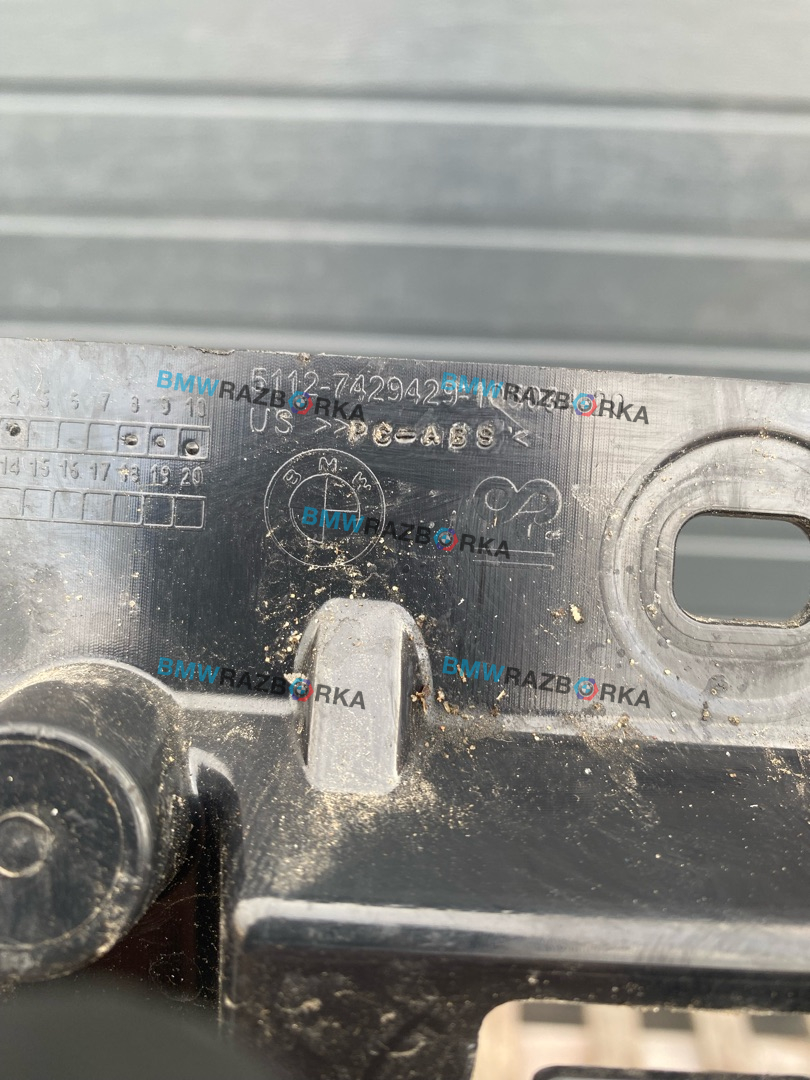 5112-7429429-1
US >PC-ABS<
4 5 6 7 8 9 10
14 15 16 17 18 19 20
BMW
BMWRAZBORKA
BMWRAZBORKA
BMWRAZBORKA
BMWRAZBORKA
BMWRAZBORKA